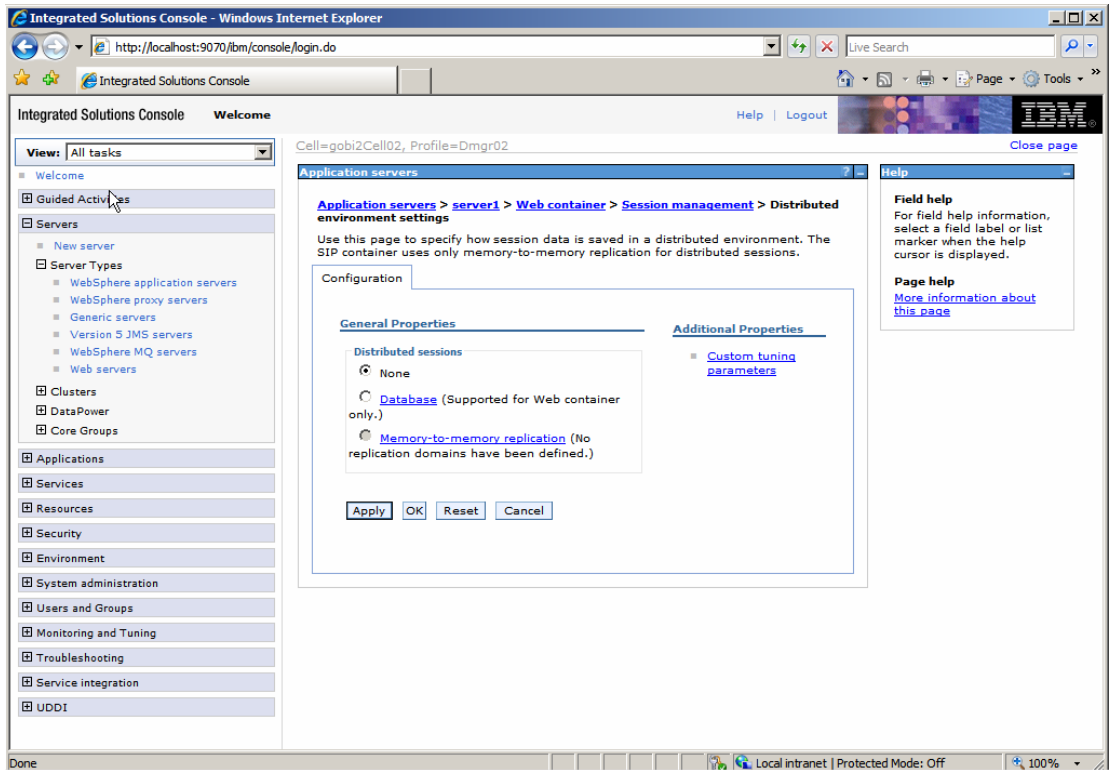 Integrated Solutions Console - Windows Internet Explorer
http://localhost:9070/ibm/console/login.do
Live Search
Integrated Solutions Console
Page
Tools
»
Integrated Solutions Console Welcome
Help | Logout
IBM®
View: All tasks
Cell=gobi2Cell02, Profile=Dmgr02
Close page
Welcome
Guided Activities
Servers
New server
Server Types
WebSphere application servers
WebSphere proxy servers
Generic servers
Version 5 JMS servers
WebSphere MQ servers
Web servers
Clusters
DataPower
Core Groups
Applications
Services
Resources
Security
Environment
System administration
Users and Groups
Monitoring and Tuning
Troubleshooting
Service integration
UDDI
Application servers
Application servers > server1 > Web container > Session management > Distributed
environment settings
Use this page to specify how session data is saved in a distributed environment. The
SIP container uses only memory-to-memory replication for distributed sessions.
Configuration
General Properties
Distributed sessions
None
Database (Supported for Web container
only.)
Memory-to-memory replication (No
replication domains have been defined.)
Apply OK Reset Cancel
Additional Properties
Custom tuning
parameters
Help
Field help
For field help information,
select a field label or list
marker when the help
cursor is displayed.
Page help
More information about
this page
Done
Local intranet | Protected Mode: Off
100%